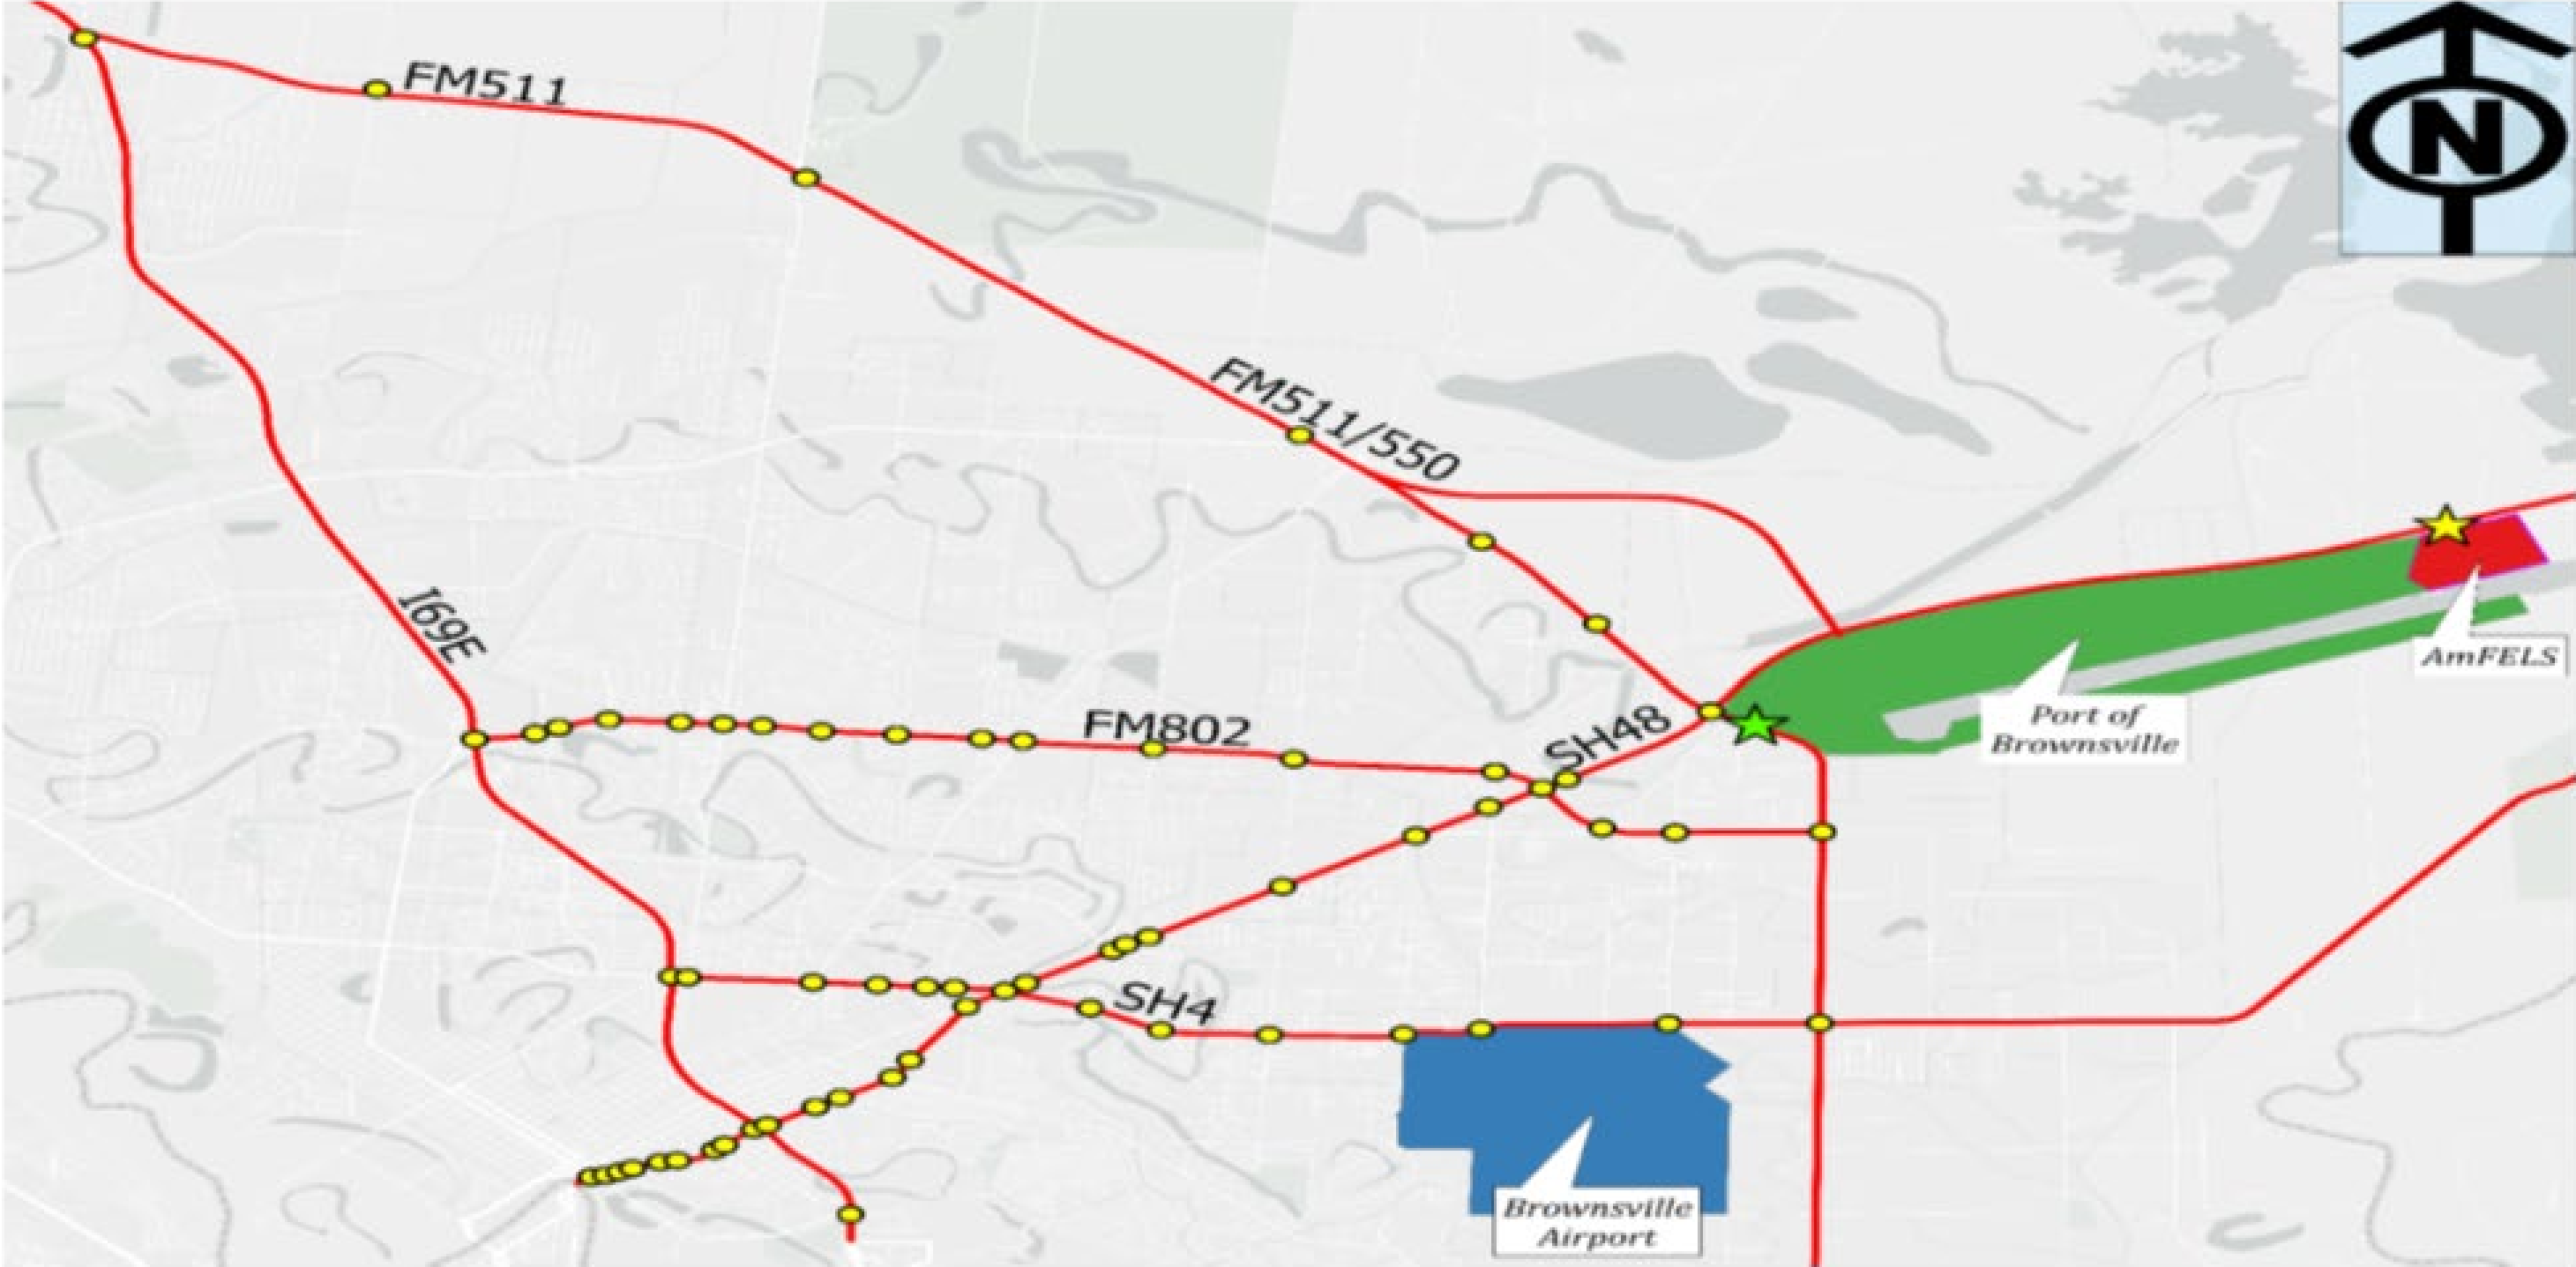 N
FM511
FM511/550
I69E
AmFELS
Port of
Brownsville
FM802
SH48
SH4
Brownsville
Airport